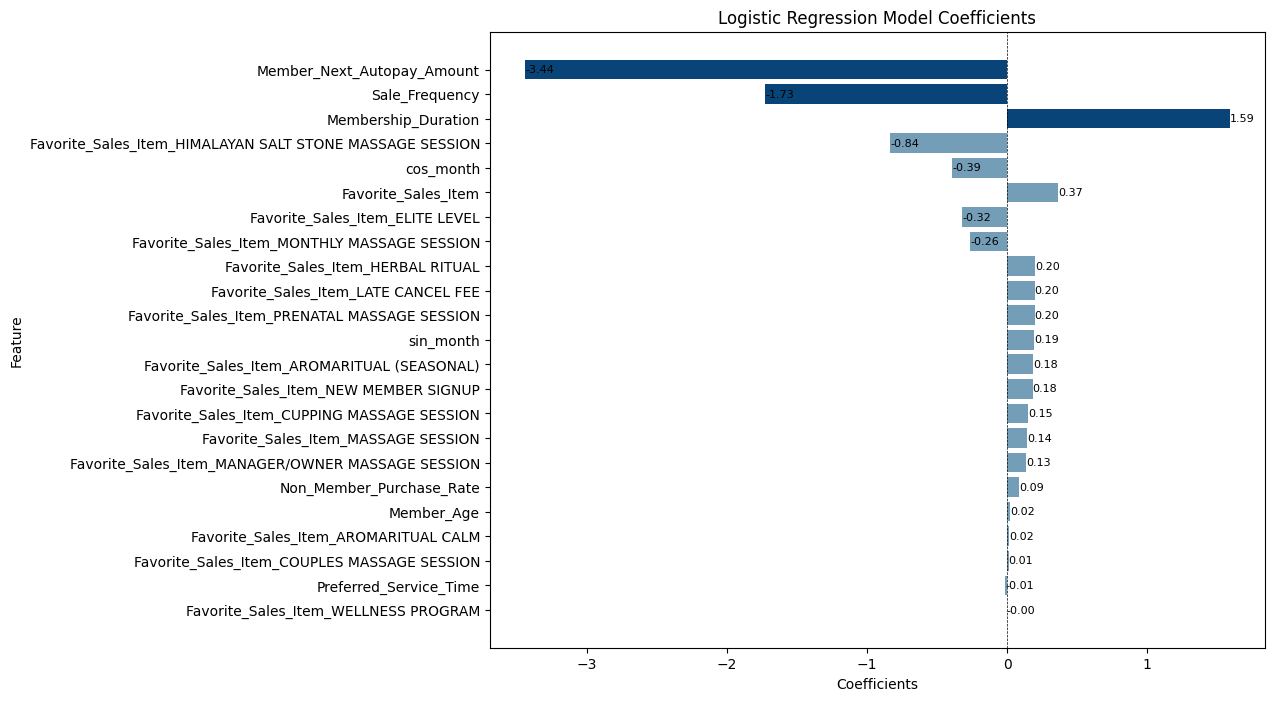 Logistic Regression Model Coefficients
Feature
Member_Next_Autopay_Amount -3.44
Sale_Frequency -1.73
Membership_Duration 1.59
Favorite_Sales_Item_HIMALAYAN SALT STONE MASSAGE SESSION -0.84
cos_month -0.39
Favorite_Sales_Item 0.37
Favorite_Sales_Item_ELITE LEVEL -0.32
Favorite_Sales_Item_MONTHLY MASSAGE SESSION -0.26
Favorite_Sales_Item_HERBAL RITUAL 0.20
Favorite_Sales_Item_LATE CANCEL FEE 0.20
Favorite_Sales_Item_PRENATAL MASSAGE SESSION 0.20
sin_month 0.19
Favorite_Sales_Item_AROMARITUAL (SEASONAL) 0.18
Favorite_Sales_Item_NEW MEMBER SIGNUP 0.18
Favorite_Sales_Item_CUPPING MASSAGE SESSION 0.15
Favorite_Sales_Item_MASSAGE SESSION 0.14
Favorite_Sales_Item_MANAGER/OWNER MASSAGE SESSION 0.13
Non_Member_Purchase_Rate 0.09
Member_Age 0.02
Favorite_Sales_Item_AROMARITUAL CALM 0.02
Favorite_Sales_Item_COUPLES MASSAGE SESSION 0.01
Preferred_Service_Time -0.01
Favorite_Sales_Item_WELLNESS PROGRAM -0.00
−3 −2 −1 0 1
Coefficients